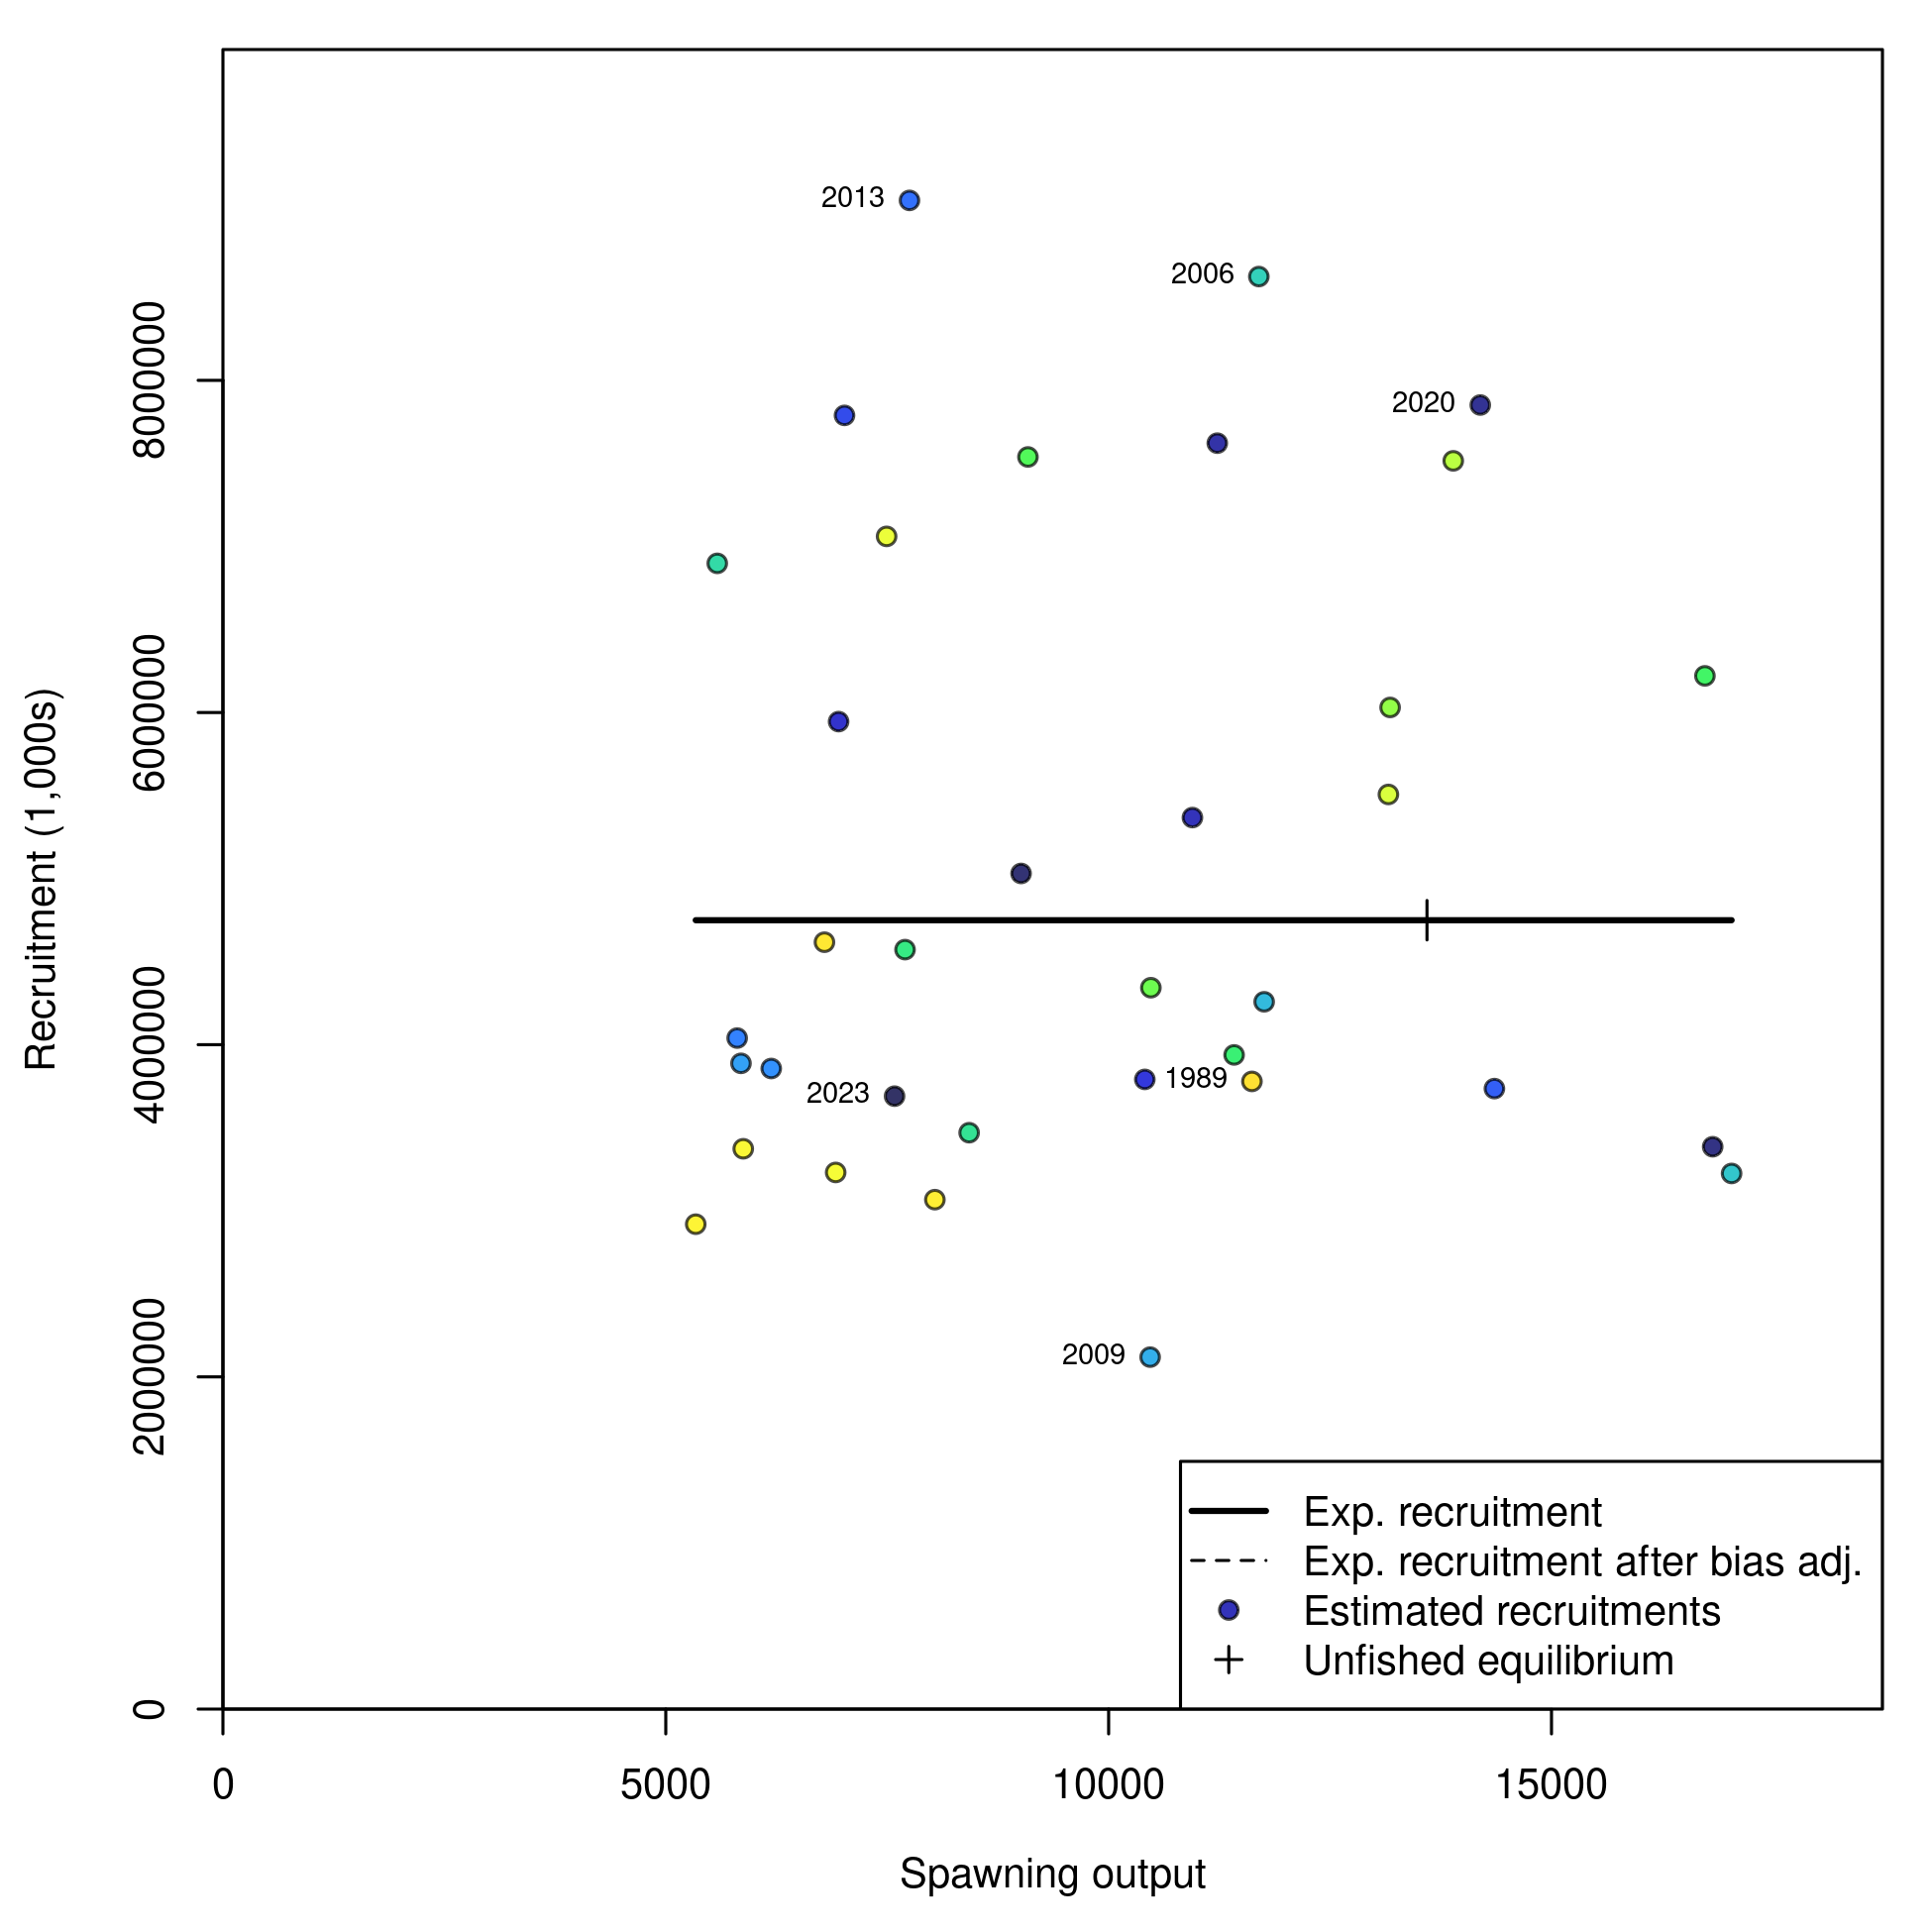 2013
2006
2020
2023
1989
2009
Recruitment (1,000s)
8000000
6000000
4000000
2000000
0
0
5000
10000
15000
Spawning output
Exp. recruitment
Exp. recruitment after bias adj.
Estimated recruitments
Unfished equilibrium